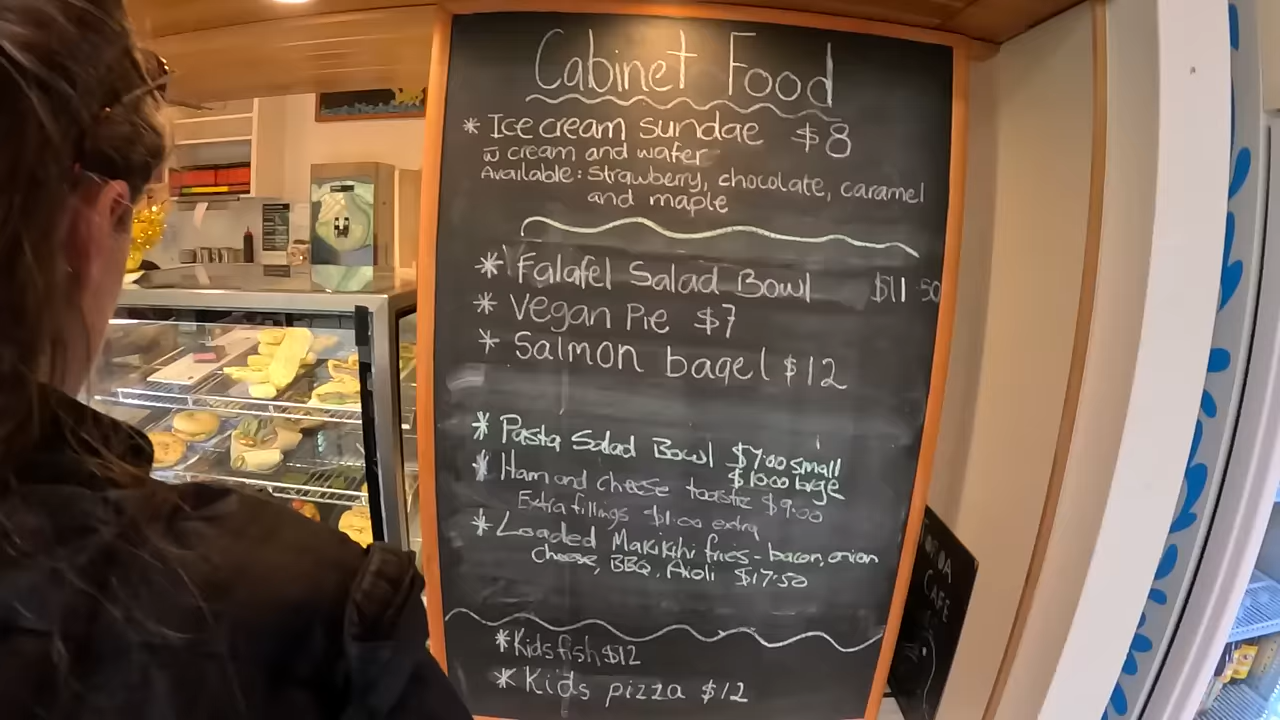 Cabinet Food
* Ice cream sundae $8
w̄ cream and wafer
Available: Strawberry, chocolate, caramel
and maple
* Falafel Salad Bowl $11.50
* Vegan Pie $7
* Salmon bagel $12
* Pasta Salad Bowl $7.00 small
$10.00 large
* Ham and cheese toastie $9.00
Extra fillings $1.00 extra
* Loaded Makikihi fries - bacon, onion
cheese, BBQ, Aioli $17.50
* Kids fish $12
* Kids pizza $12
CAFE